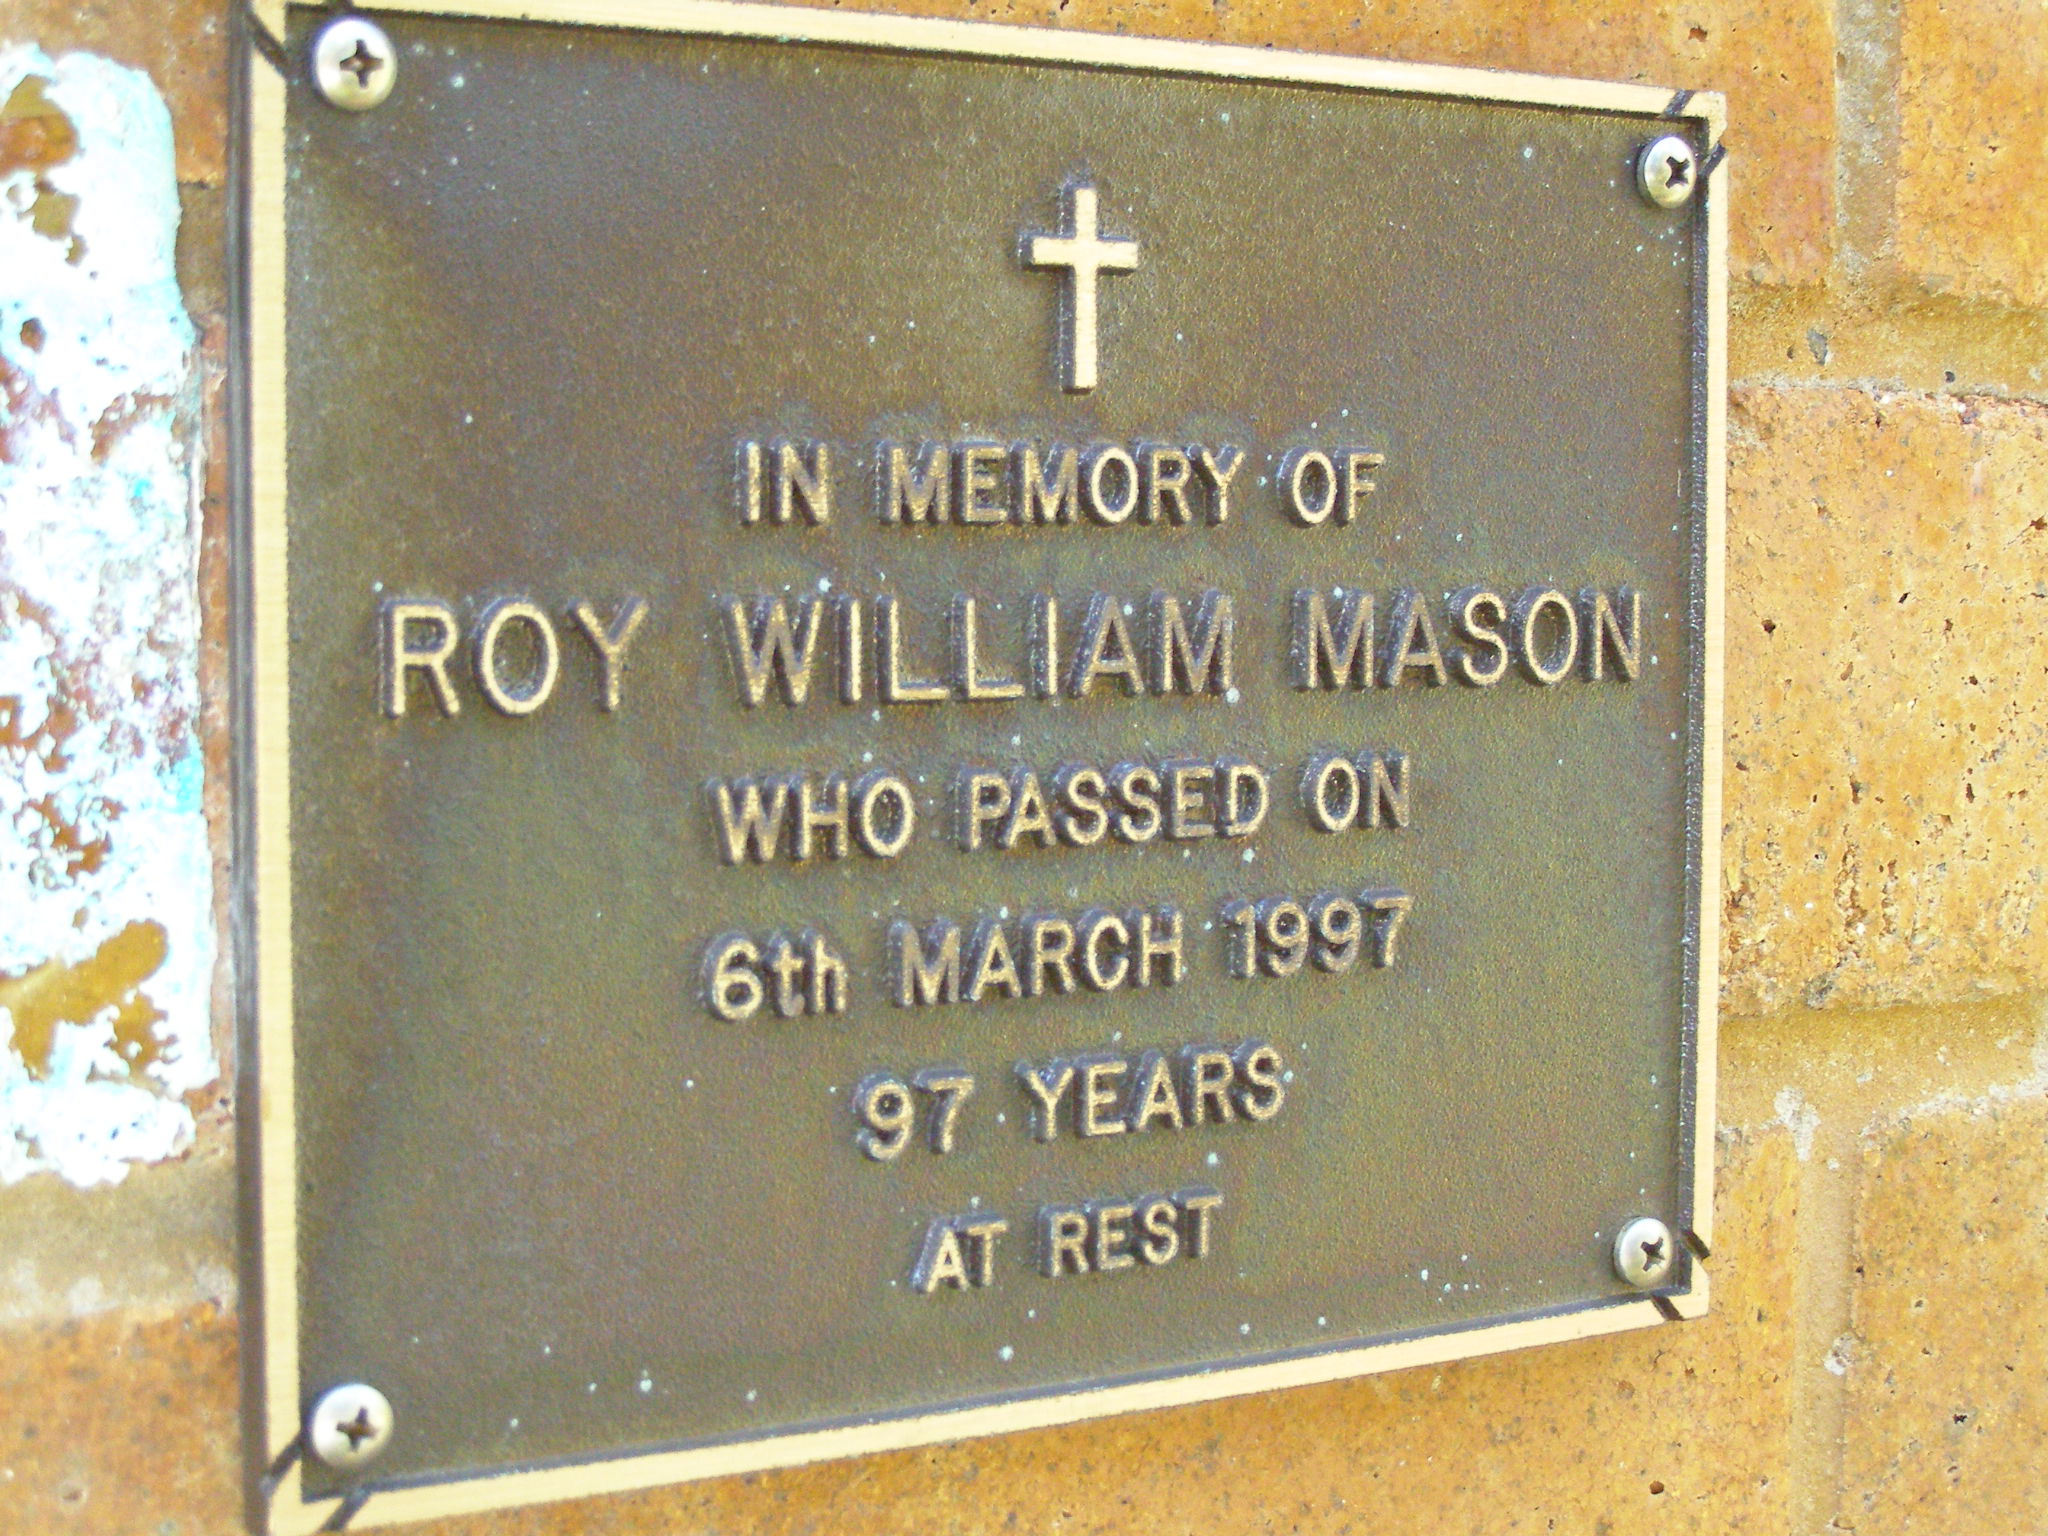 IN MEMORY OF
ROY WILLIAM MASON
WHO PASSED ON
6th MARCH 1997
97 YEARS
AT REST